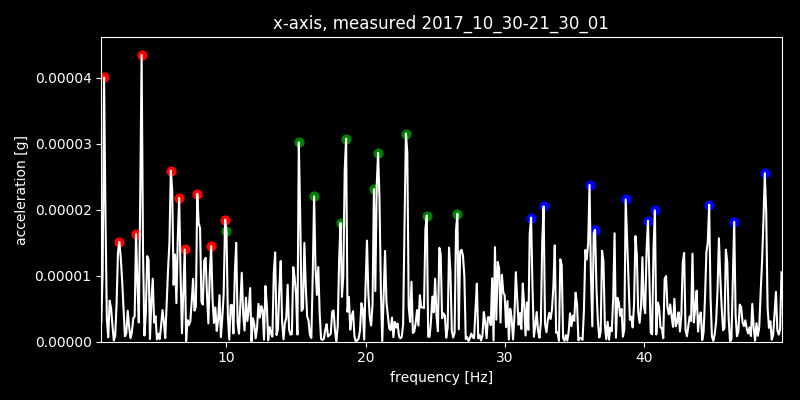 x-axis, measured 2017_10_30-21_30_01
acceleration [g]
0.00004
0.00003
0.00002
0.00001
0.00000
10 20 30 40
frequency [Hz]